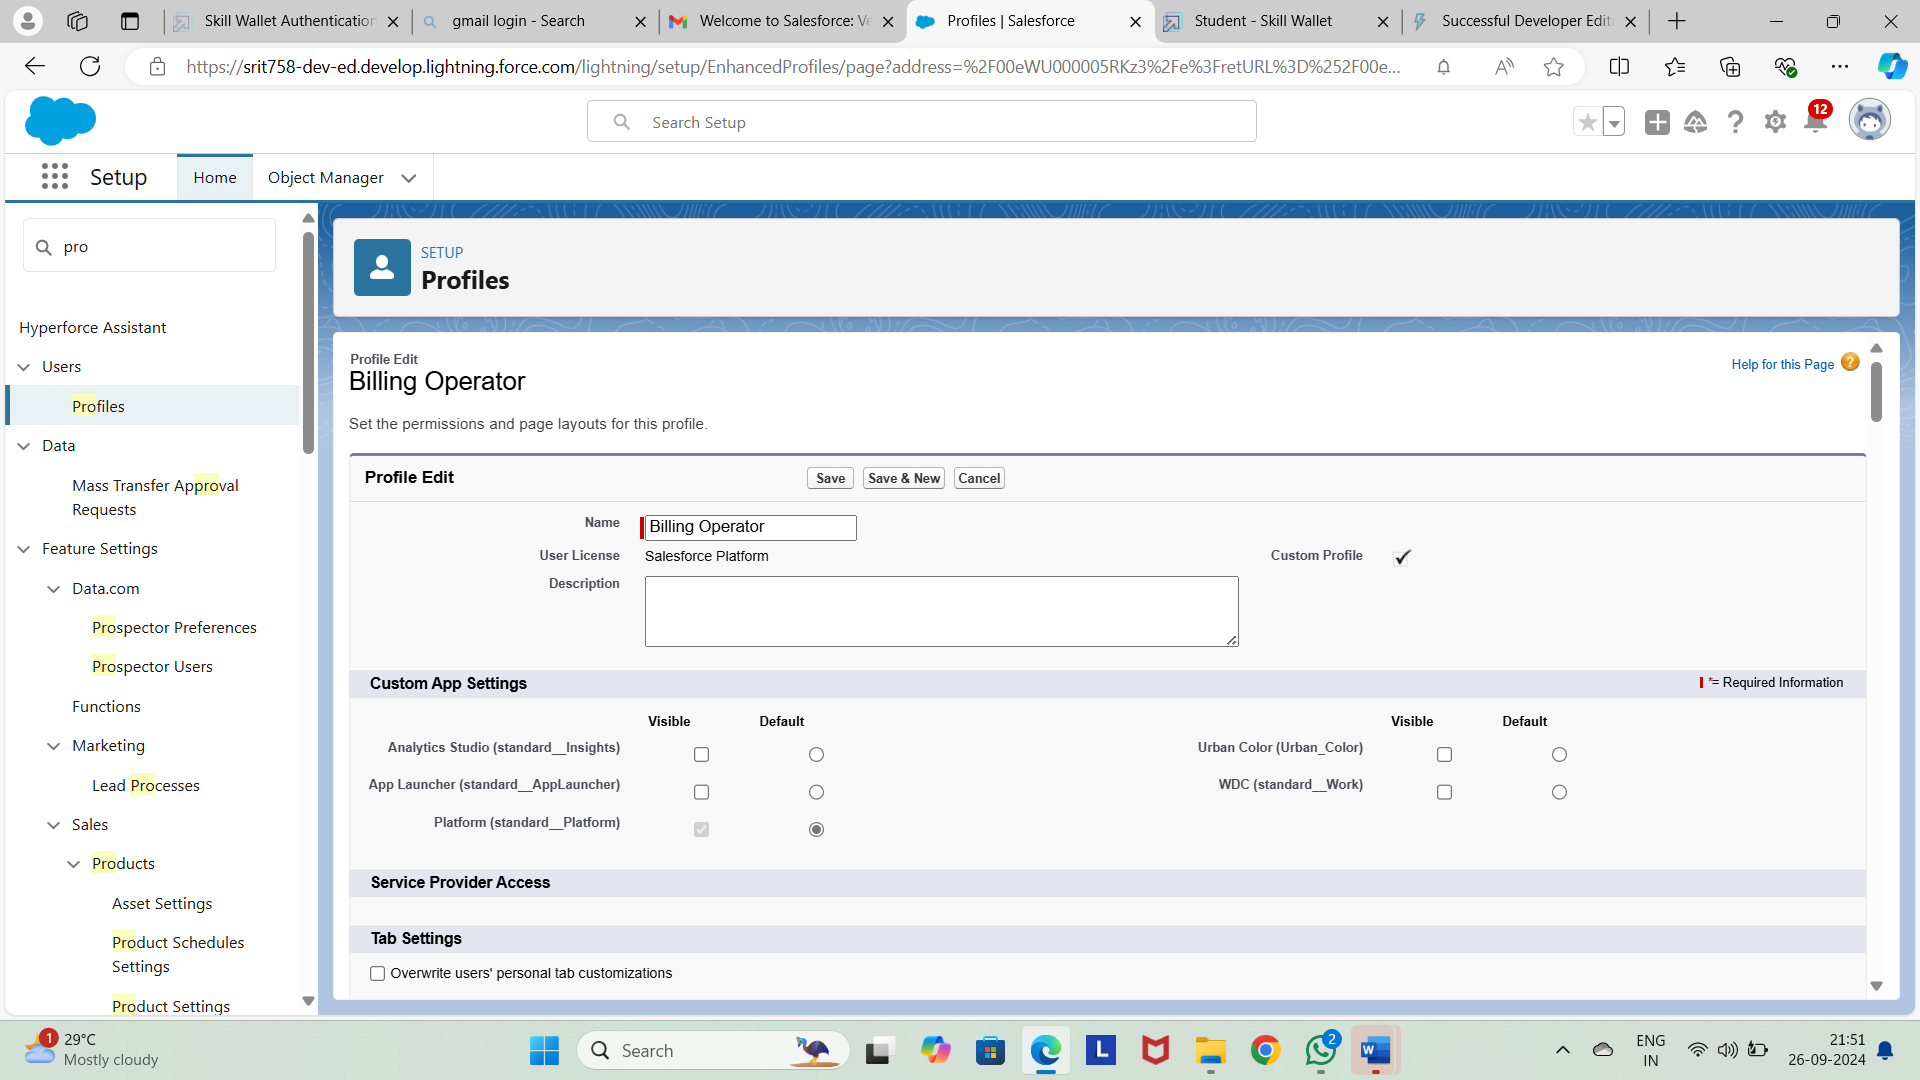 Skill Wallet Authentication
gmail login - Search
Welcome to Salesforce: Ve
Profiles | Salesforce
Student - Skill Wallet
Successful Developer Editi
https://srit758-dev-ed.develop.lightning.force.com/lightning/setup/EnhancedProfiles/page?address=%2F00eWU000005RKz3%2Fe%3FretURL%3D%252F00e...
Search Setup
12
Setup
Home
Object Manager
pro
Hyperforce Assistant
Users
Profiles
Data
Mass Transfer Approval
Requests
Feature Settings
Data.com
Prospector Preferences
Prospector Users
Functions
Marketing
Lead Processes
Sales
Products
Asset Settings
Product Schedules
Settings
Product Settings
SETUP
Profiles
Profile Edit
Billing Operator
Help for this Page
Set the permissions and page layouts for this profile.
Profile Edit
Save
Save & New
Cancel
Name
Billing Operator
User License
Salesforce Platform
Custom Profile
Description
Custom App Settings
*= Required Information
Visible Default
Visible Default
Analytics Studio (standard__Insights)
Urban Color (Urban_Color)
App Launcher (standard__AppLauncher)
WDC (standard__Work)
Platform (standard__Platform)
Service Provider Access
Tab Settings
Overwrite users' personal tab customizations
1
29°C
Mostly cloudy
Search
2
ENG
IN
21:51
26-09-2024